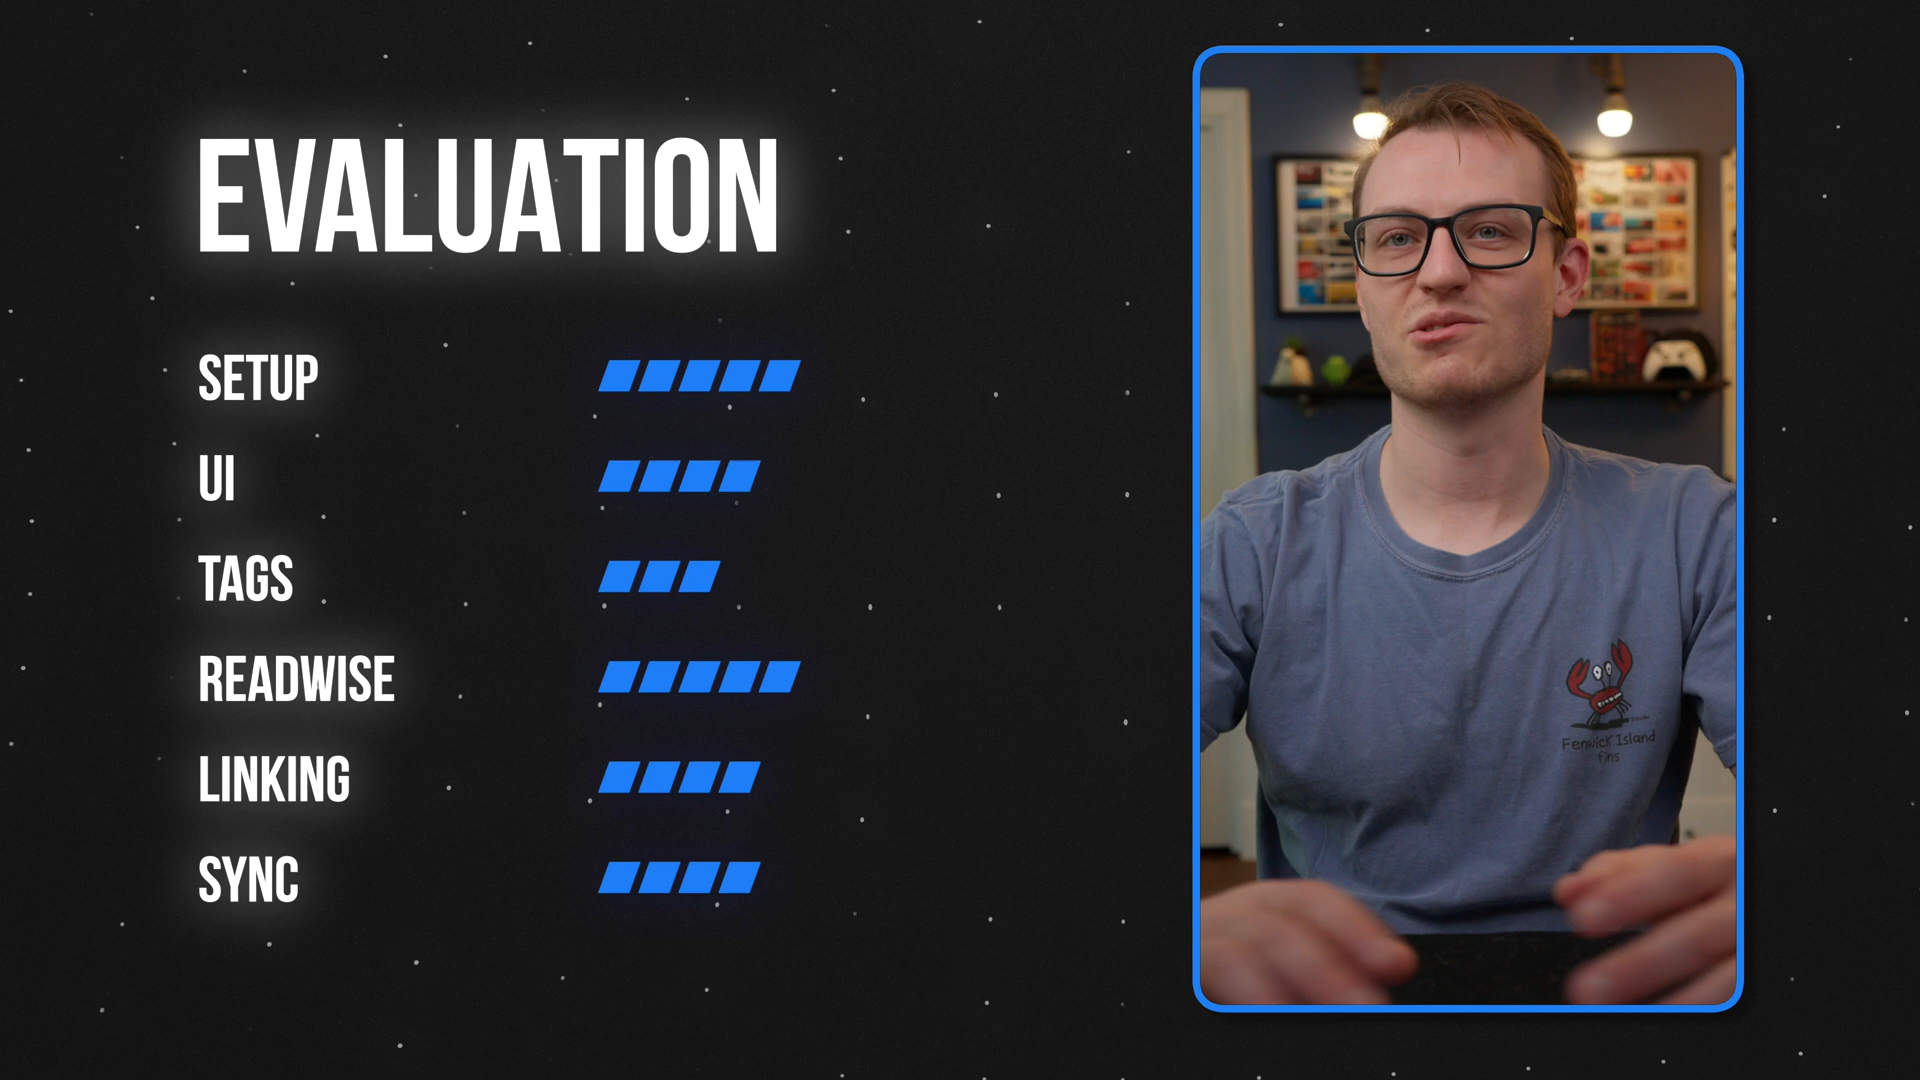 EVALUATION
SETUP
UI
TAGS
READWISE
LINKING
SYNC
Fenwick Island
fins